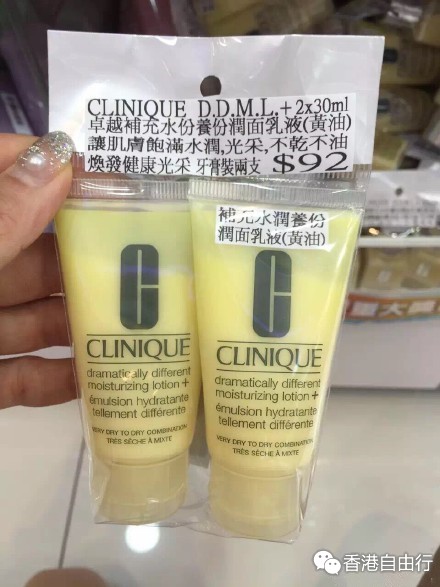 CLINIQUE D.D.M.L.+ 2x30ml
卓越補充水份養份潤面乳液(黃油)
讓肌膚飽滿水潤,光采,不乾不油
煥發健康光采 牙膏裝兩支 $92
補充水潤養份
潤面乳液(黃油)
CLINIQUE
dramatically different
moisturizing lotion+
émulsion hydratante
tellement différente
VERY DRY TO DRY COMBINATION
TRÈS SÈCHE À MIXTE
CLINIQUE
dramatically different
moisturizing lotion+
émulsion hydratante
tellement différente
VERY DRY TO DRY COMBINATION
TRÈS SÈCHE À MIXTE
香港自由行